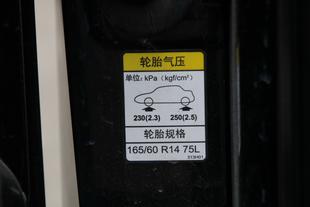 轮胎气压
单位: kPa (kgf/cm²)
230(2.3) 250(2.5)
轮胎规格
165/60 R14 75L